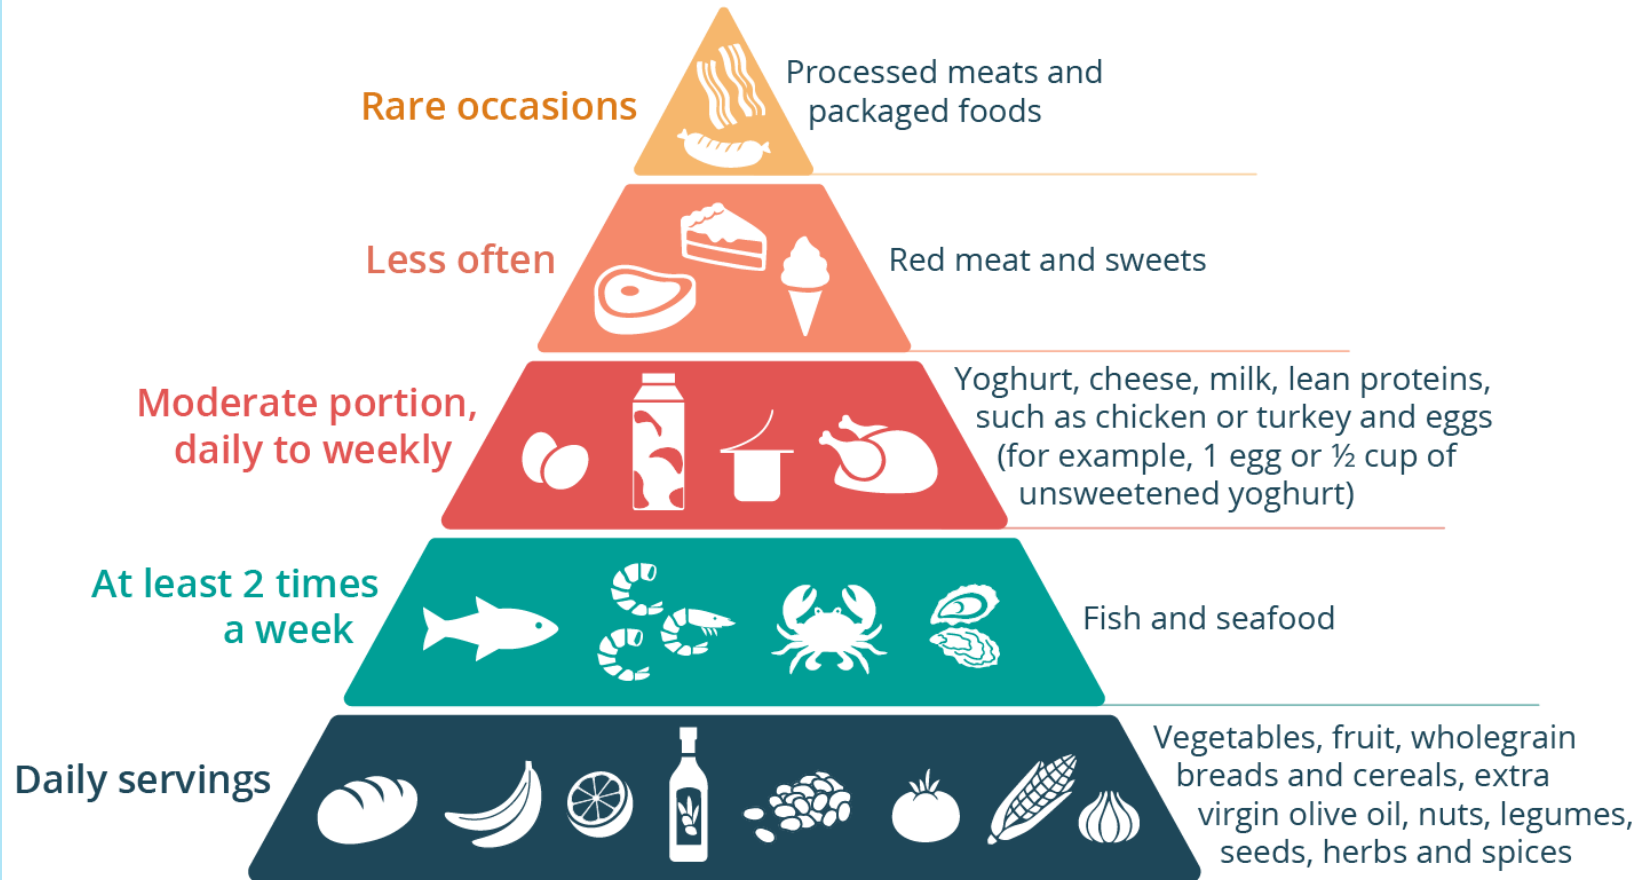 Rare occasions
Processed meats and
packaged foods
Less often
Red meat and sweets
Moderate portion,
daily to weekly
Yoghurt, cheese, milk, lean proteins,
such as chicken or turkey and eggs
(for example, 1 egg or ½ cup of
unsweetened yoghurt)
At least 2 times
a week
Fish and seafood
Daily servings
Vegetables, fruit, wholegrain
breads and cereals, extra
virgin olive oil, nuts, legumes,
seeds, herbs and spices